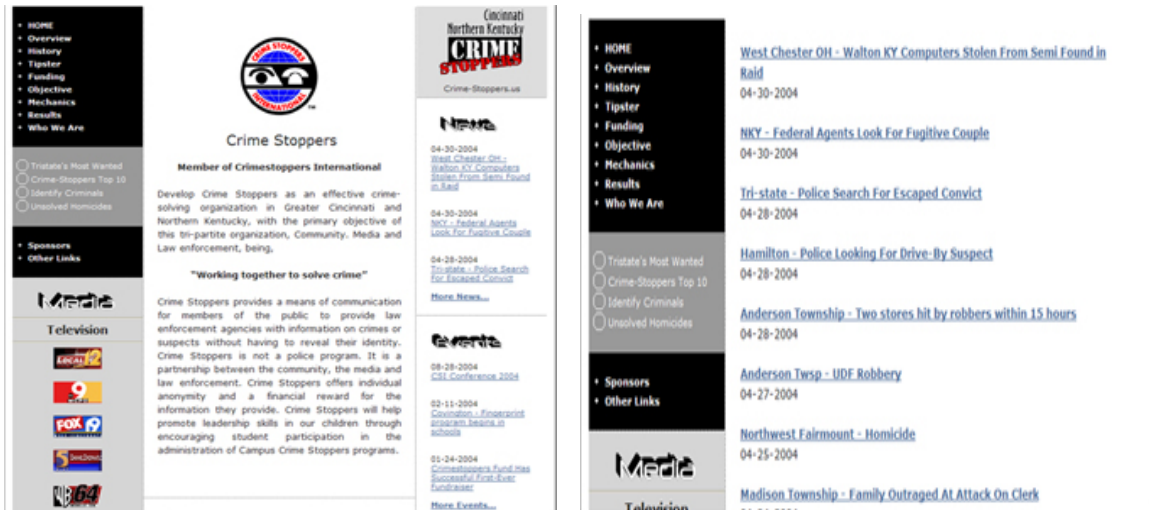 HOME
Overview
History
Tipster
Funding
Objective
Mechanics
Results
Who We Are
Tristate's Most Wanted
Crime-Stoppers Top 10
Identify Criminals
Unsolved Homicides
Sponsors
Other Links
Media
Television
LOCAL 12
9
FOX 19
5
WB 64
CRIME STOPPERS
INTERNATIONAL
TM
Crime Stoppers
Member of Crimestoppers International
Develop Crime Stoppers as an effective crime-
solving organization in Greater Cincinnati and
Northern Kentucky, with the primary objective of
this tri-partite organization, Community. Media and
Law enforcement, being,
"Working together to solve crime"
Crime Stoppers provides a means of communication
for members of the public to provide law
enforcement agencies with information on crimes or
suspects without having to reveal their identity.
Crime Stoppers is not a police program. It is a
partnership between the community, the media and
law enforcement. Crime Stoppers offers individual
anonymity and a financial reward for the
information they provide. Crime Stoppers will help
promote leadership skills in our children through
encouraging student participation in the
administration of Campus Crime Stoppers programs.
Cincinnati
Northern Kentucky
CRIME
STOPPERS
Crime-Stoppers.us
News
04-30-2004
West Chester OH -
Walton KY Computers
Stolen From Semi Found
in Raid
04-30-2004
NKY - Federal Agents
Look For Fugitive Couple
04-28-2004
Tri-state - Police Search
For Escaped Convict
More News...
Events
08-28-2004
CSI Conference 2004
02-11-2004
Covington - Fingerprint
program begins in
schools
01-24-2004
Crimestoppers Fund Has
Successful First-Ever
Fundraiser
More Events...
HOME
Overview
History
Tipster
Funding
Objective
Mechanics
Results
Who We Are
Tristate's Most Wanted
Crime-Stoppers Top 10
Identify Criminals
Unsolved Homicides
Sponsors
Other Links
Media
Television
West Chester OH - Walton KY Computers Stolen From Semi Found in
Raid
04-30-2004
NKY - Federal Agents Look For Fugitive Couple
04-30-2004
Tri-state - Police Search For Escaped Convict
04-28-2004
Hamilton - Police Looking For Drive-By Suspect
04-28-2004
Anderson Township - Two stores hit by robbers within 15 hours
04-28-2004
Anderson Twsp - UDF Robbery
04-27-2004
Northwest Fairmount - Homicide
04-25-2004
Madison Township - Family Outraged At Attack On Clerk